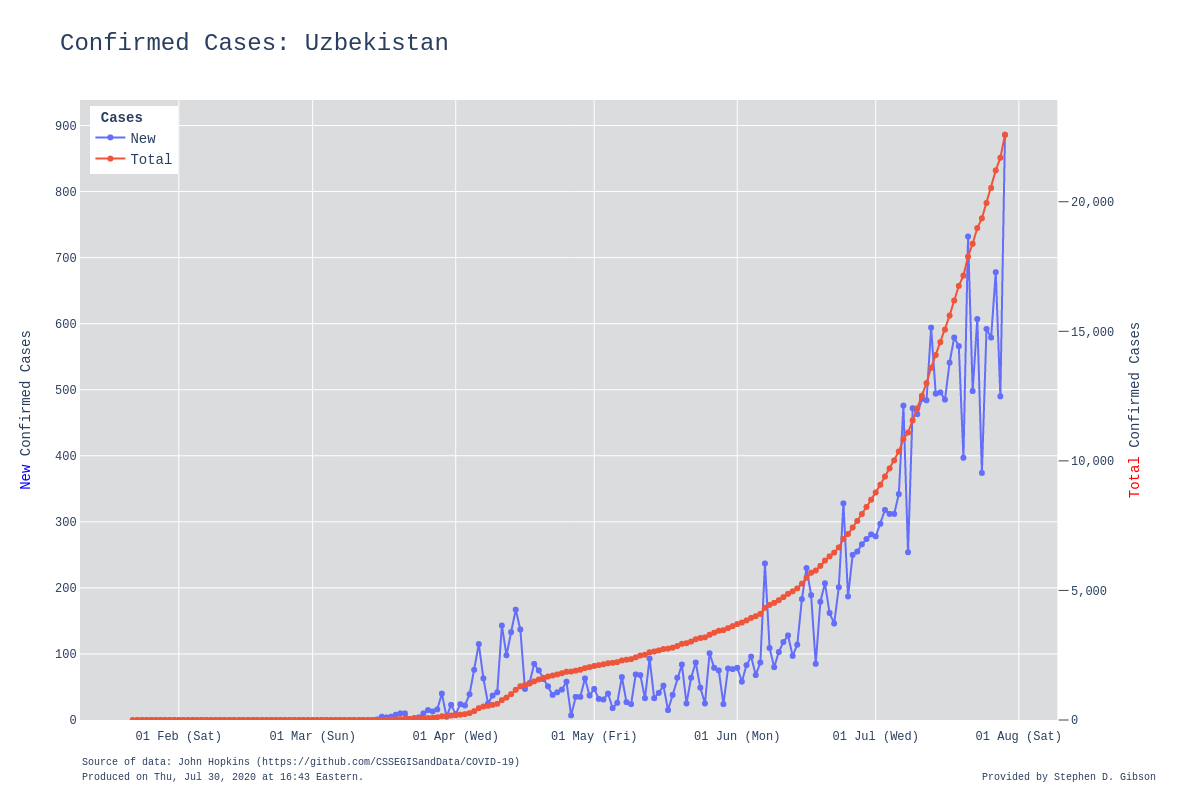 Confirmed Cases: Uzbekistan
Cases
New
Total
900
800
700
600
500
400
300
200
100
0
20,000
15,000
10,000
5,000
0
New Confirmed Cases
Total Confirmed Cases
01 Feb (Sat)
01 Mar (Sun)
01 Apr (Wed)
01 May (Fri)
01 Jun (Mon)
01 Jul (Wed)
01 Aug (Sat)
Source of data: John Hopkins (https://github.com/CSSEGISandData/COVID-19)
Produced on Thu, Jul 30, 2020 at 16:43 Eastern.
Provided by Stephen D. Gibson